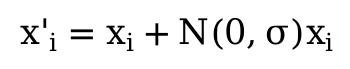 x'ᵢ = xᵢ + N(0, σ)xᵢ